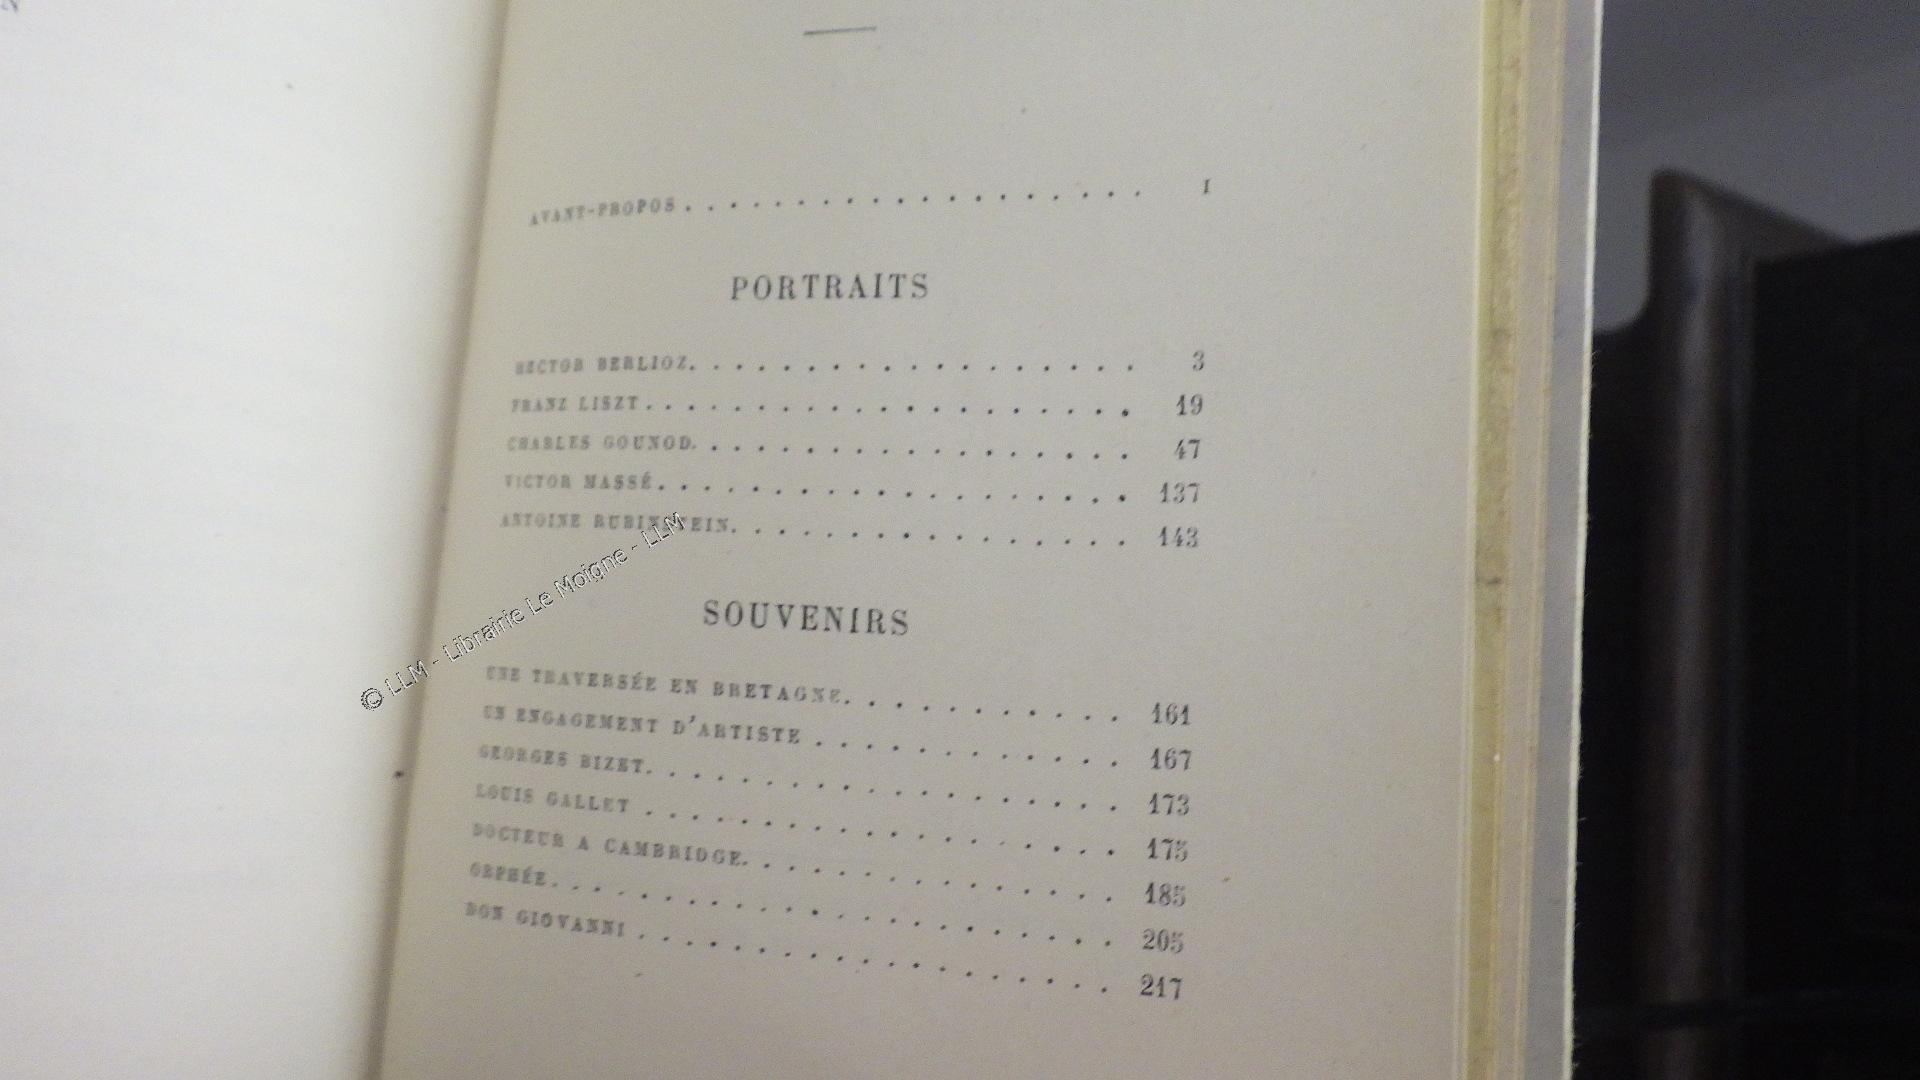 AVANT-PROPOS . . . . . . . . . . . . . . . . . . . . I
PORTRAITS
HECTOR BERLIOZ. . . . . . . . . . . . . . . . . . . 3
FRANZ LISZT . . . . . . . . . . . . . . . . . . . . 19
CHARLES GOUNOD. . . . . . . . . . . . . . . . . . . 47
VICTOR MASSÉ . . . . . . . . . . . . . . . . . . . . 137
ANTOINE RUBINSTEIN. . . . . . . . . . . . . . . . . 143
SOUVENIRS
UNE TRAVERSÉE EN BRETAGNE. . . . . . . . . . . . 161
UN ENGAGEMENT D'ARTISTE . . . . . . . . . . . . . 167
GEORGES BIZET. . . . . . . . . . . . . . . . . . . . 173
LOUIS GALLET . . . . . . . . . . . . . . . . . . . . 175
DOCTEUR A CAMBRIDGE. . . . . . . . . . . . . . . . 185
ORPHÉE. . . . . . . . . . . . . . . . . . . . . . . . 205
DON GIOVANNI . . . . . . . . . . . . . . . . . . . . 217
© LLM - Librairie Le Moigne - LLM